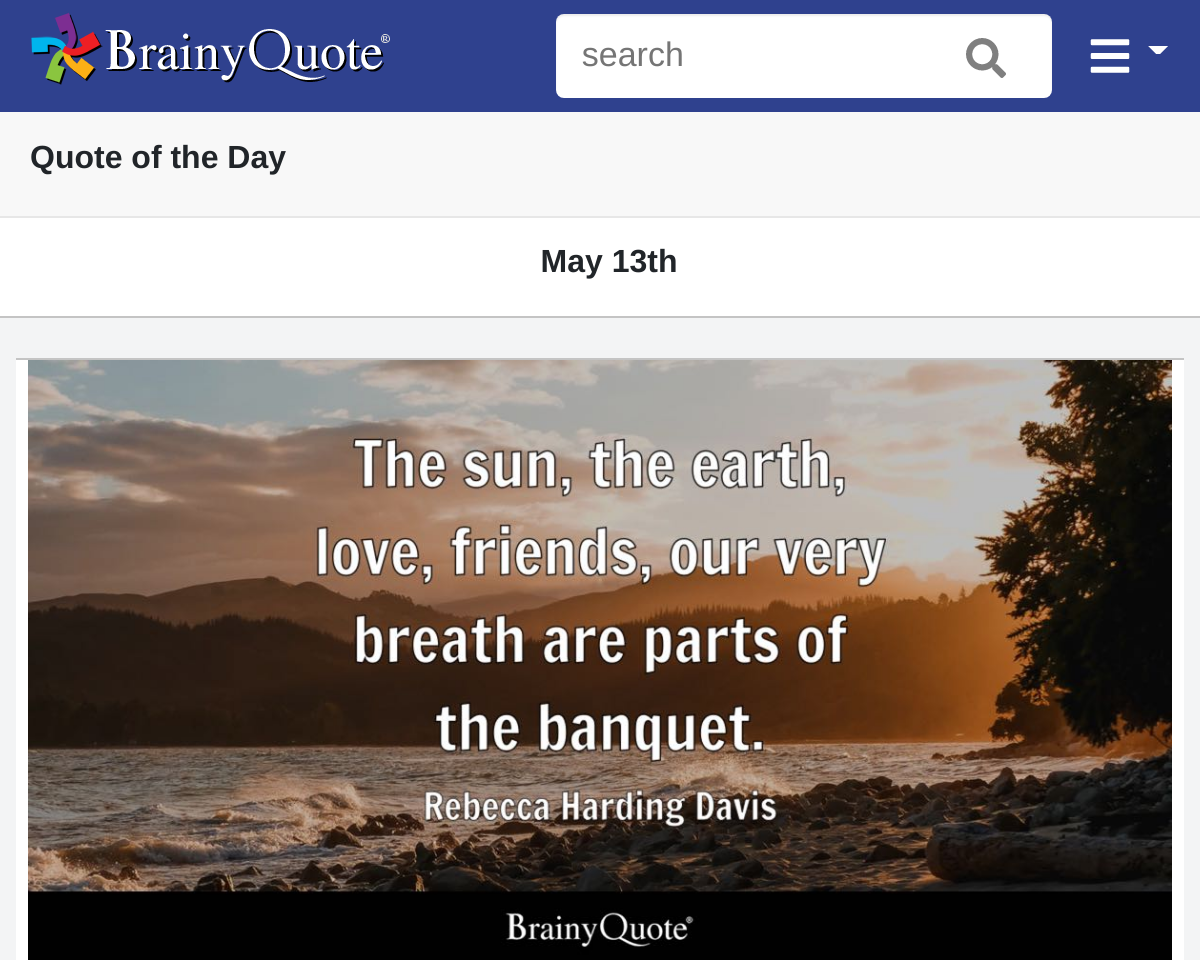 BrainyQuote®
search
Quote of the Day
May 13th
The sun, the earth,
love, friends, our very
breath are parts of
the banquet.
Rebecca Harding Davis
BrainyQuote®